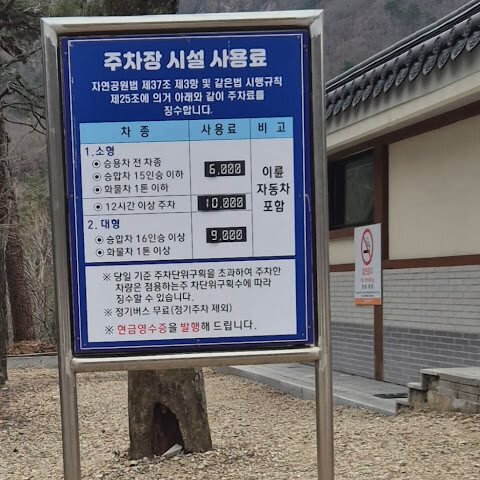 주차장 시설 사용료
자연공원법 제37조 제3항 및 같은법 시행규칙
제25조에 의거 아래와 같이 주차료를
징수합니다.
차 종 사용료 비 고
1.소형
◉ 승용차 전 차종
◉ 승합차 15인승 이하
◉ 화물차 1톤 이하
6,000
◉ 12시간 이상 주차
10,000
2. 대형
◉ 승합차 16인승 이상
◉ 화물차 1톤 이상
9,000
이륜
자동차
포함
※ 당일 기준 주차단위구획을 초과하여 주차한
차량은 점용하는주 차단위구획수에 따라
징수할 수 있습니다.
※ 정기버스 무료(정기주차 제외)
※ 현금영수증을 발행해 드립니다.